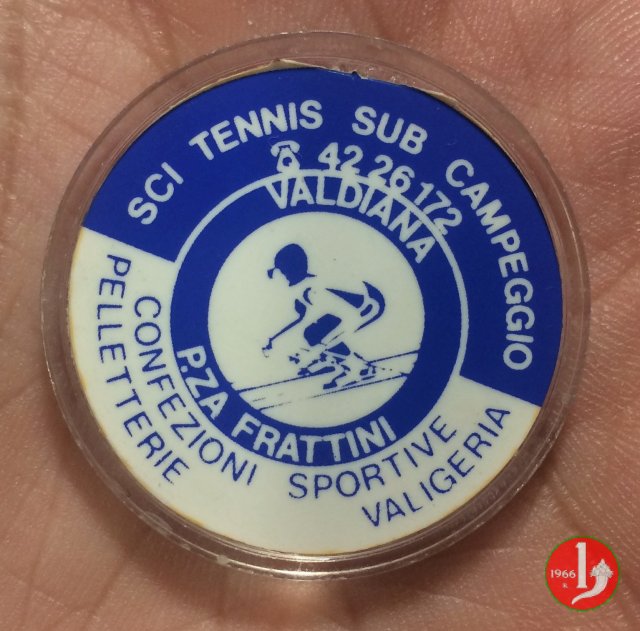 SCI TENNIS SUB CAMPEGGIO
☎ 42 26 172
VALDIANA
P.ZA FRATTINI
CONFEZIONI SPORTIVE
PELLETTERIE VALIGERIA
1966
R.